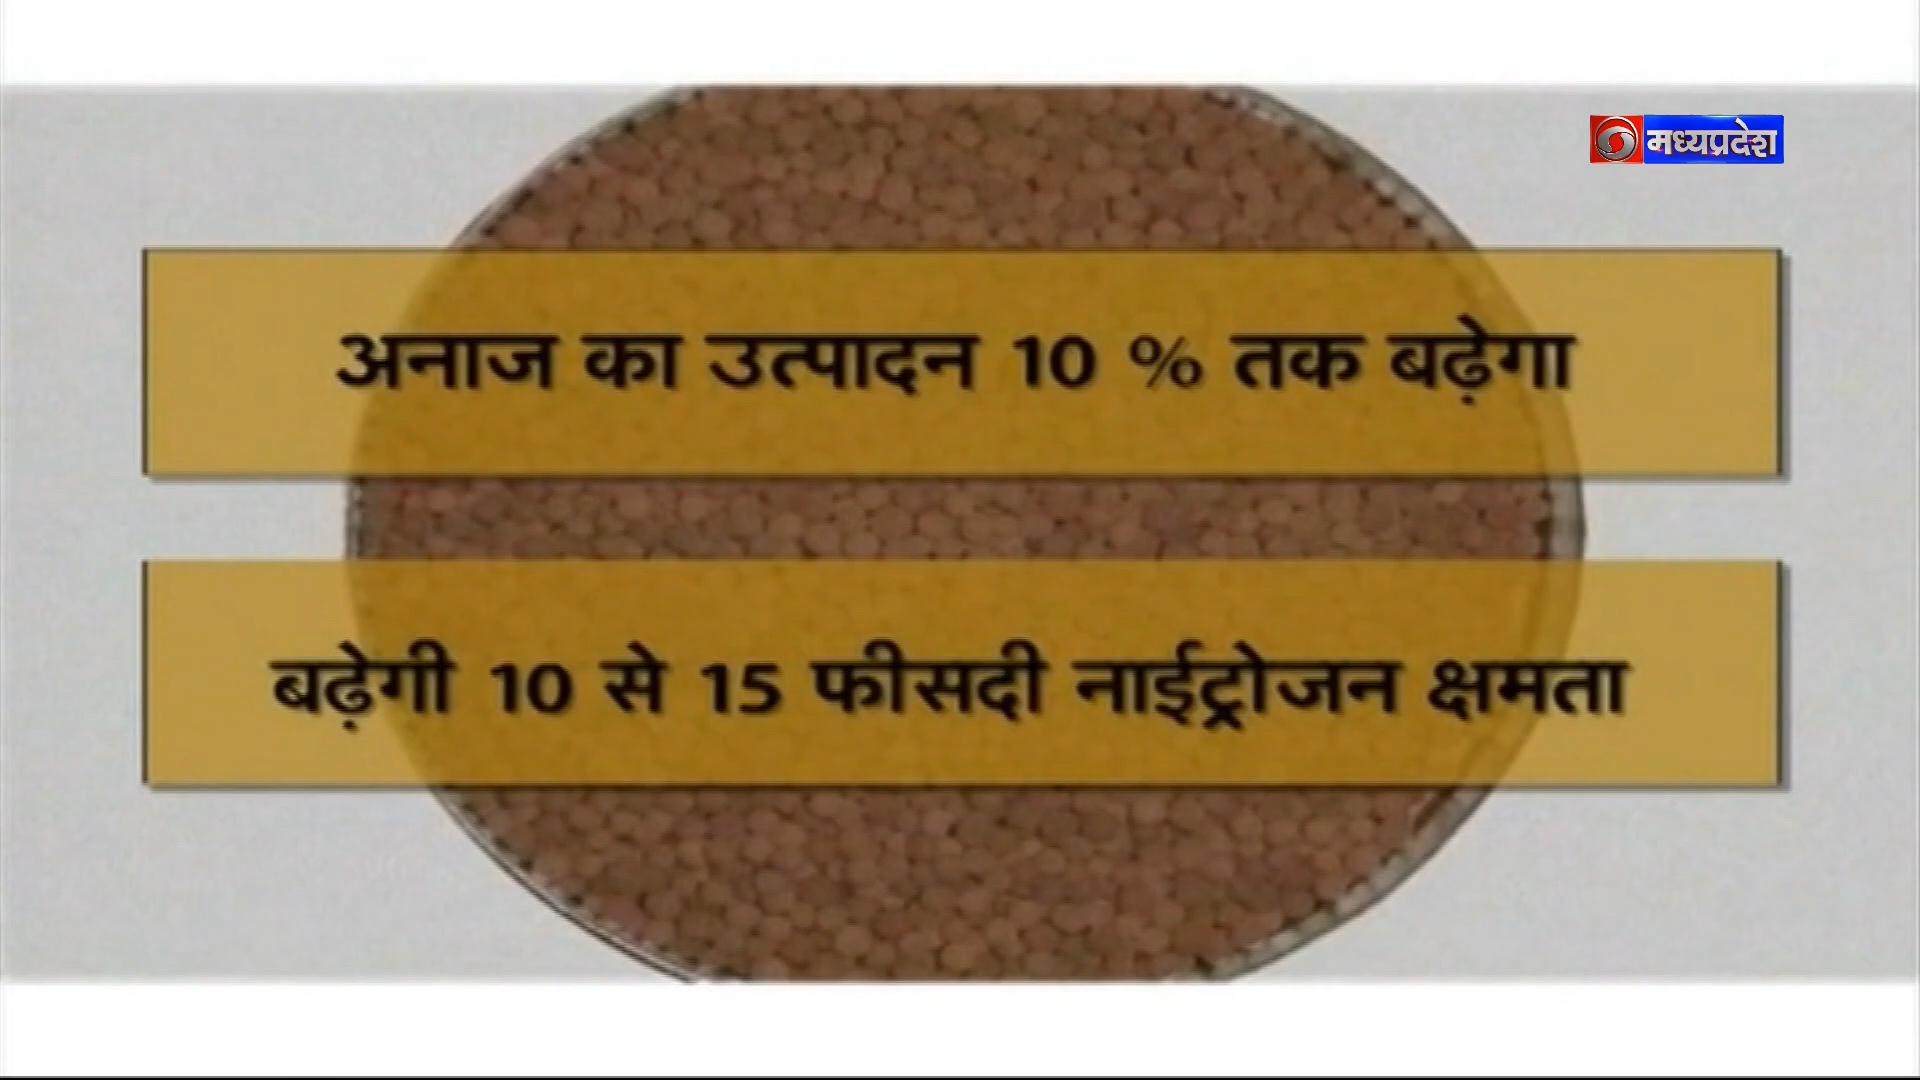 मध्यप्रदेश
अनाज का उत्पादन 10 % तक बढ़ेगा
बढ़ेगी 10 से 15 फीसदी नाईट्रोजन क्षमता